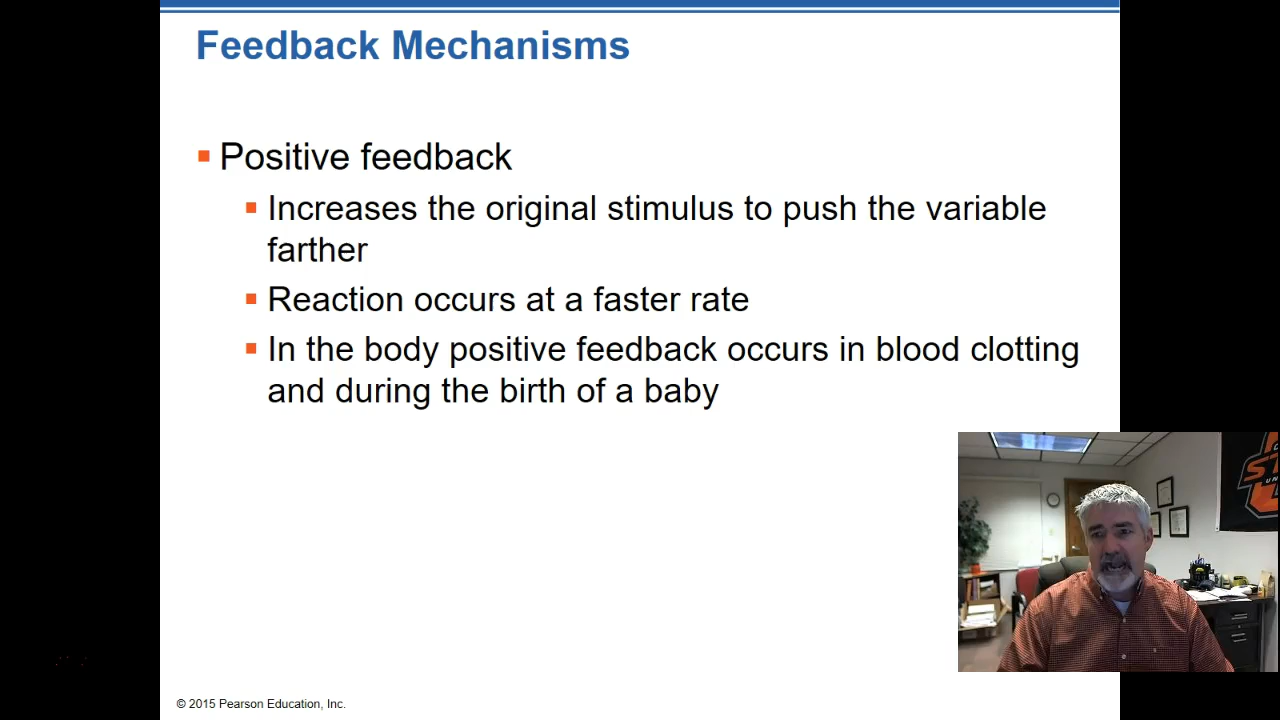 Feedback Mechanisms
Positive feedback
Increases the original stimulus to push the variable
farther
Reaction occurs at a faster rate
In the body positive feedback occurs in blood clotting
and during the birth of a baby
© 2015 Pearson Education, Inc.